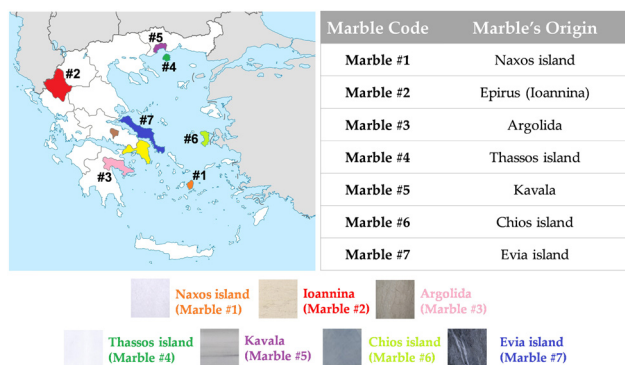 #5
#4
#2
#7
#6
#3
#1
Marble Code Marble's Origin
Marble #1 Naxos island
Marble #2 Epirus (Ioannina)
Marble #3 Argolida
Marble #4 Thassos island
Marble #5 Kavala
Marble #6 Chios island
Marble #7 Evia island
Naxos island
(Marble #1)
Ioannina
(Marble #2)
Argolida
(Marble #3)
Thassos island
(Marble #4)
Kavala
(Marble #5)
Chios island
(Marble #6)
Evia island
(Marble #7)